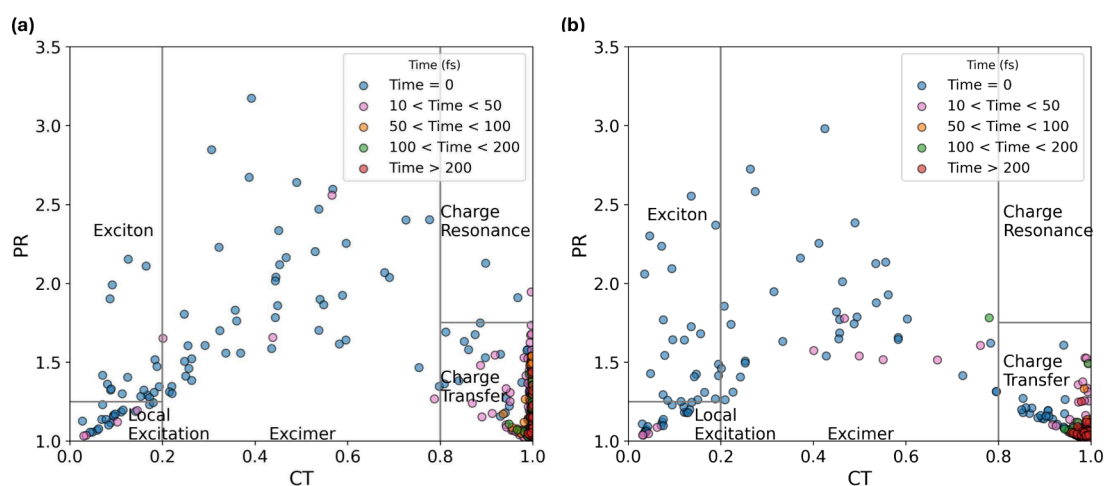 (a)
3.5
3.0
2.5
2.0
1.5
1.0
PR
0.0
0.2
0.4
0.6
0.8
1.0
CT
Time (fs)
Time = 0
10 < Time < 50
50 < Time < 100
100 < Time < 200
Time > 200
Exciton
Charge
Resonance
Charge
Transfer
Local
Excitation
Excimer
(b)
3.5
3.0
2.5
2.0
1.5
1.0
PR
0.0
0.2
0.4
0.6
0.8
1.0
CT
Time (fs)
Time = 0
10 < Time < 50
50 < Time < 100
100 < Time < 200
Time > 200
Exciton
Charge
Resonance
Charge
Transfer
Local
Excitation
Excimer